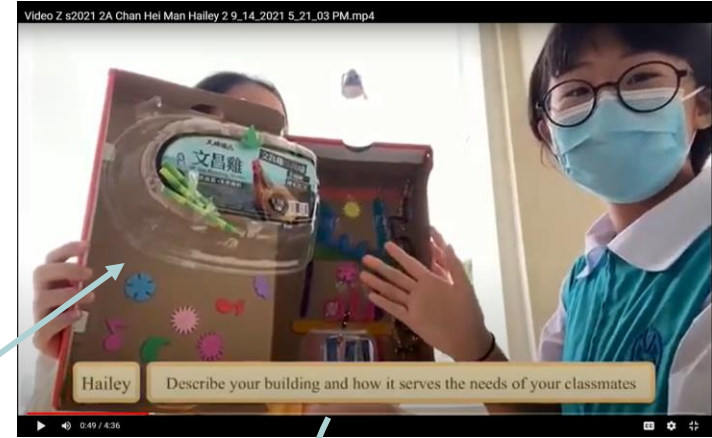 Video Z s2021 2A Chan Hei Man Hailey 2 9_14_2021 5_21_03 PM.mp4
文昌雞
Hailey
Describe your building and how it serves the needs of your classmates
0:49 / 4:36